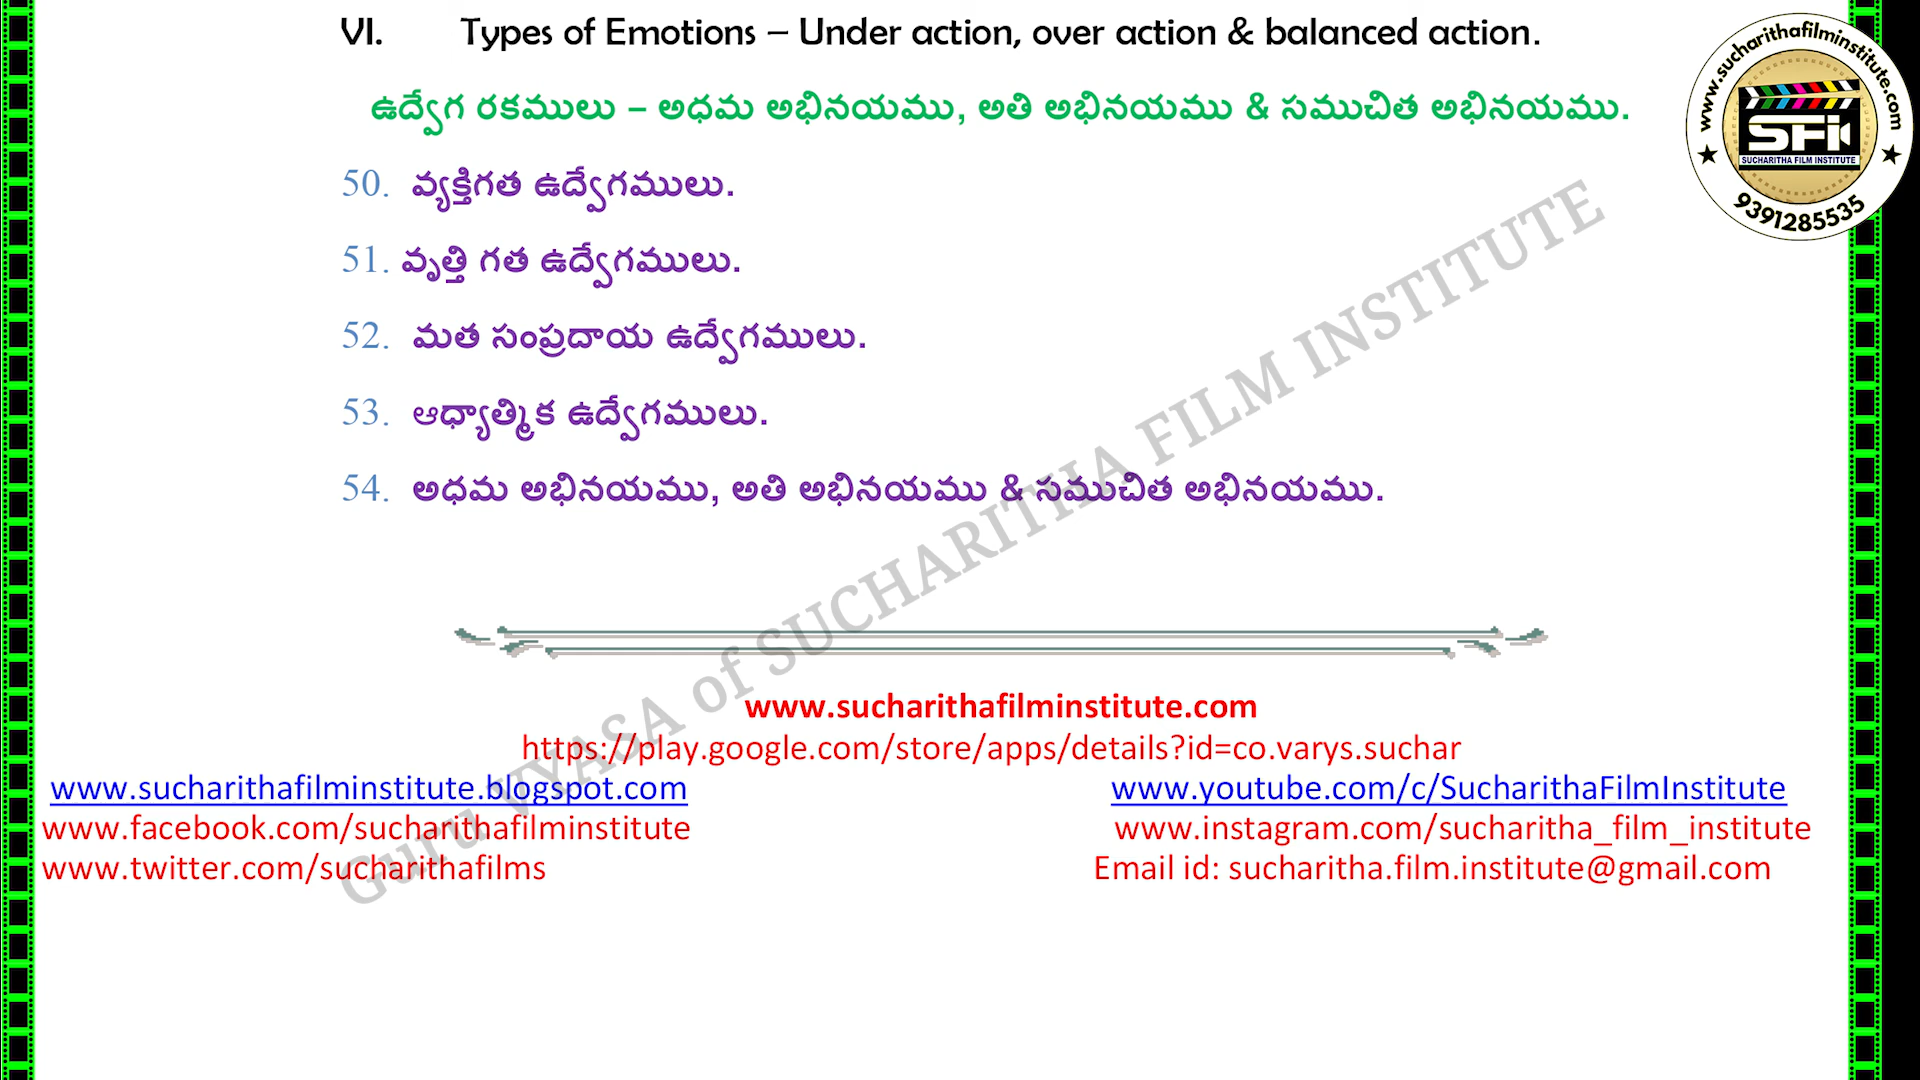 VI. Types of Emotions – Under action, over action & balanced action.
ఉద్వేగ రకములు – అధమ అభినయము, అతి అభినయము & సముచిత అభినయము.
50. వ్యక్తిగత ఉద్వేగములు.
51. వృత్తి గత ఉద్వేగములు.
52. మత సంప్రదాయ ఉద్వేగములు.
53. ఆధ్యాత్మిక ఉద్వేగములు.
54. అధమ అభినయము, అతి అభినయము & సముచిత అభినయము.
www.sucharithafilminstitute.com
https://play.google.com/store/apps/details?id=co.varys.suchar
www.sucharithafilminstitute.blogspot.com www.youtube.com/c/SucharithaFilmInstitute
www.facebook.com/sucharithafilminstitute www.instagram.com/sucharitha_film_institute
www.twitter.com/sucharithafilms Email id: sucharitha.film.institute@gmail.com
Guru VYASA of SUCHARITHA FILM INSTITUTE
www.sucharithafilminstitute.com
SFI
SUCHARITHA FILM INSTITUTE
9391285535